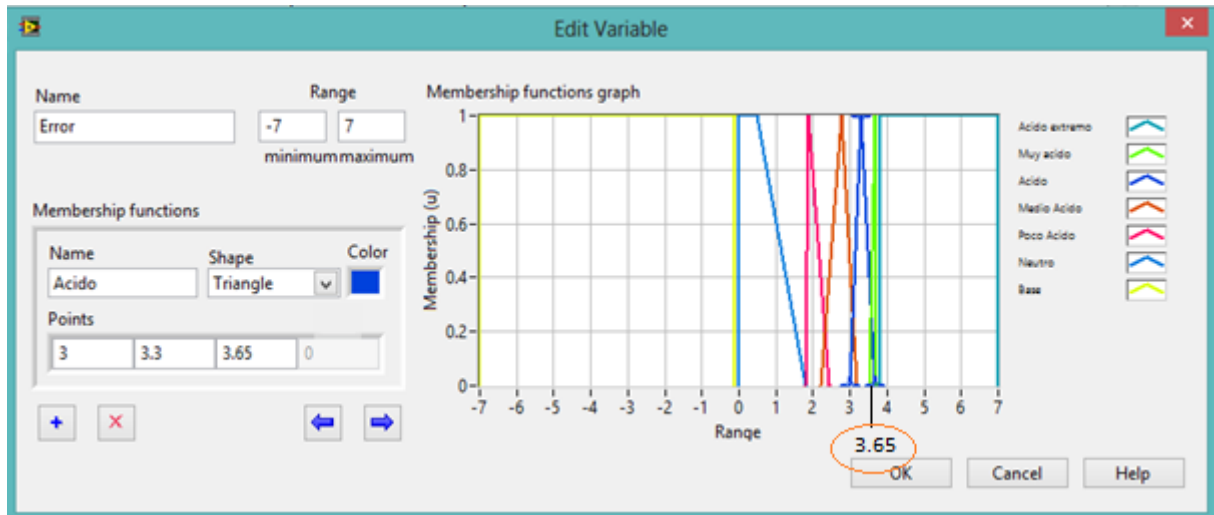 Edit Variable
Name
Range
Error
-7
7
minimum maximum
Membership functions
Name
Shape
Color
Acido
Triangle
Points
3
3.3
3.65
0
Membership functions graph
Membership (u)
1
0.8
0.6
0.4
0.2
0
-7 -6 -5 -4 -3 -2 -1 0 1 2 3 4 5 6 7
Range
3.65
Acido extremo
Muy acido
Acido
Medio Acido
Poco Acido
Neutro
Base
OK
Cancel
Help